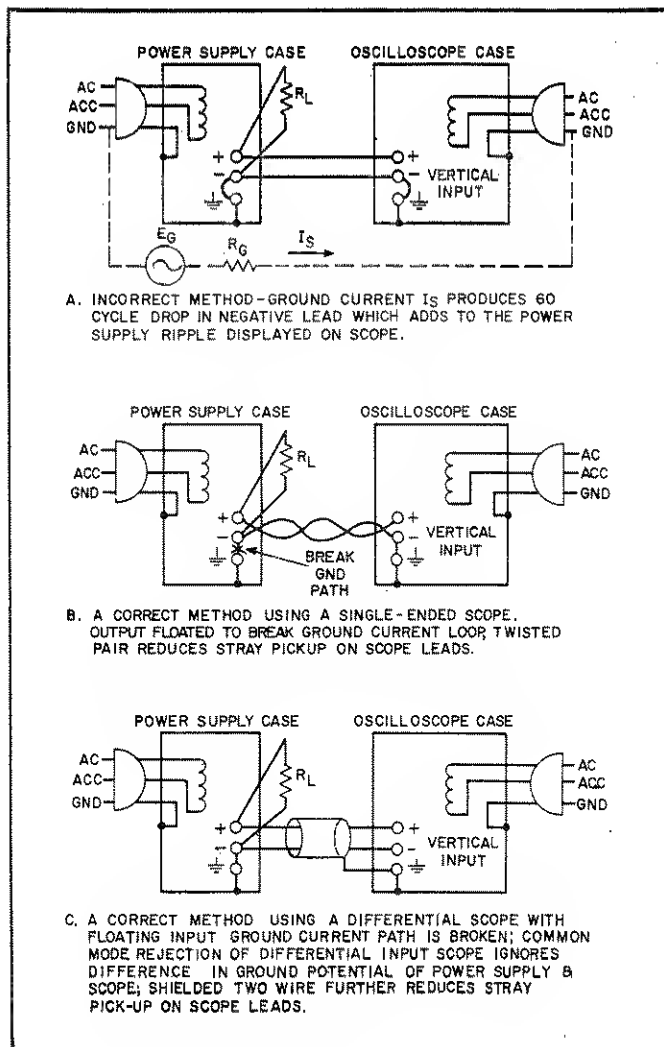 POWER SUPPLY CASE OSCILLOSCOPE CASE
AC
ACC
GND
RL
+
-
+
-
VERTICAL
INPUT
AC
ACC
GND
EG
RG
IS
A. INCORRECT METHOD-GROUND CURRENT IS PRODUCES 60
CYCLE DROP IN NEGATIVE LEAD WHICH ADDS TO THE POWER
SUPPLY RIPPLE DISPLAYED ON SCOPE.
POWER SUPPLY CASE OSCILLOSCOPE CASE
AC
ACC
GND
RL
+
-
BREAK
GND
PATH
+
-
VERTICAL
INPUT
AC
ACC
GND
B. A CORRECT METHOD USING A SINGLE-ENDED SCOPE.
OUTPUT FLOATED TO BREAK GROUND CURRENT LOOP, TWISTED
PAIR REDUCES STRAY PICKUP ON SCOPE LEADS.
POWER SUPPLY CASE OSCILLOSCOPE CASE
AC
ACC
GND
RL
+
-
+
-
VERTICAL
INPUT
AC
ACC
GND
C. A CORRECT METHOD USING A DIFFERENTIAL SCOPE WITH
FLOATING INPUT GROUND CURRENT PATH IS BROKEN; COMMON
MODE REJECTION OF DIFFERENTIAL INPUT SCOPE IGNORES
DIFFERENCE IN GROUND POTENTIAL OF POWER SUPPLY &
SCOPE; SHIELDED TWO WIRE FURTHER REDUCES STRAY
PICK-UP ON SCOPE LEADS.